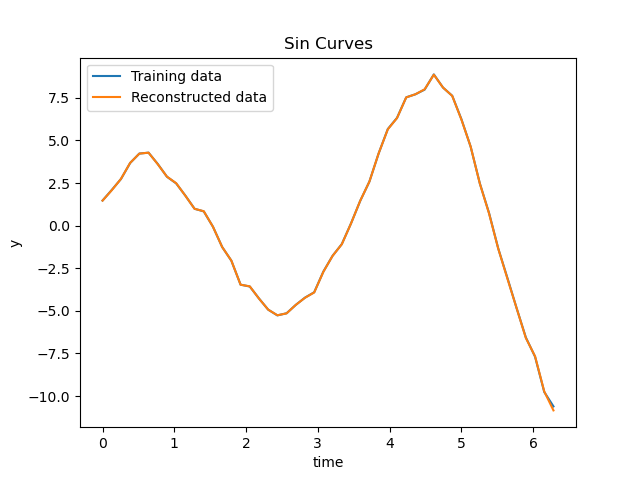 Sin Curves
Training data
Reconstructed data
7.5
5.0
2.5
0.0
−2.5
−5.0
−7.5
−10.0
y
0 1 2 3 4 5 6
time